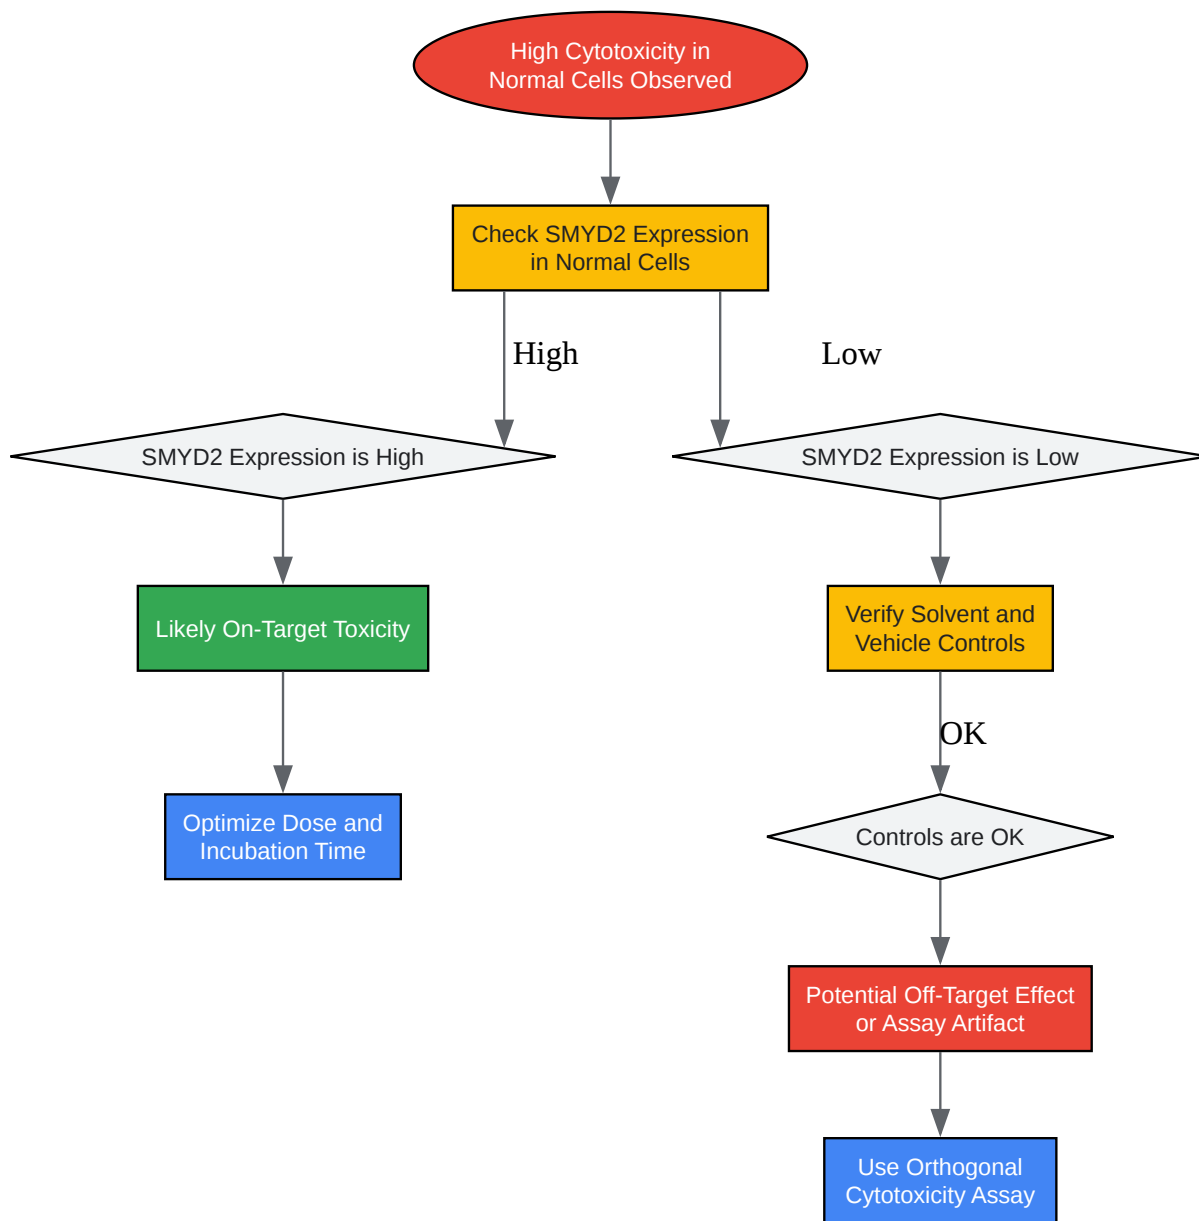 High Cytotoxicity in
Normal Cells Observed
Check SMYD2 Expression
in Normal Cells
High
Low
SMYD2 Expression is High
SMYD2 Expression is Low
Likely On-Target Toxicity
Verify Solvent and
Vehicle Controls
OK
Optimize Dose and
Incubation Time
Controls are OK
Potential Off-Target Effect
or Assay Artifact
Use Orthogonal
Cytotoxicity Assay